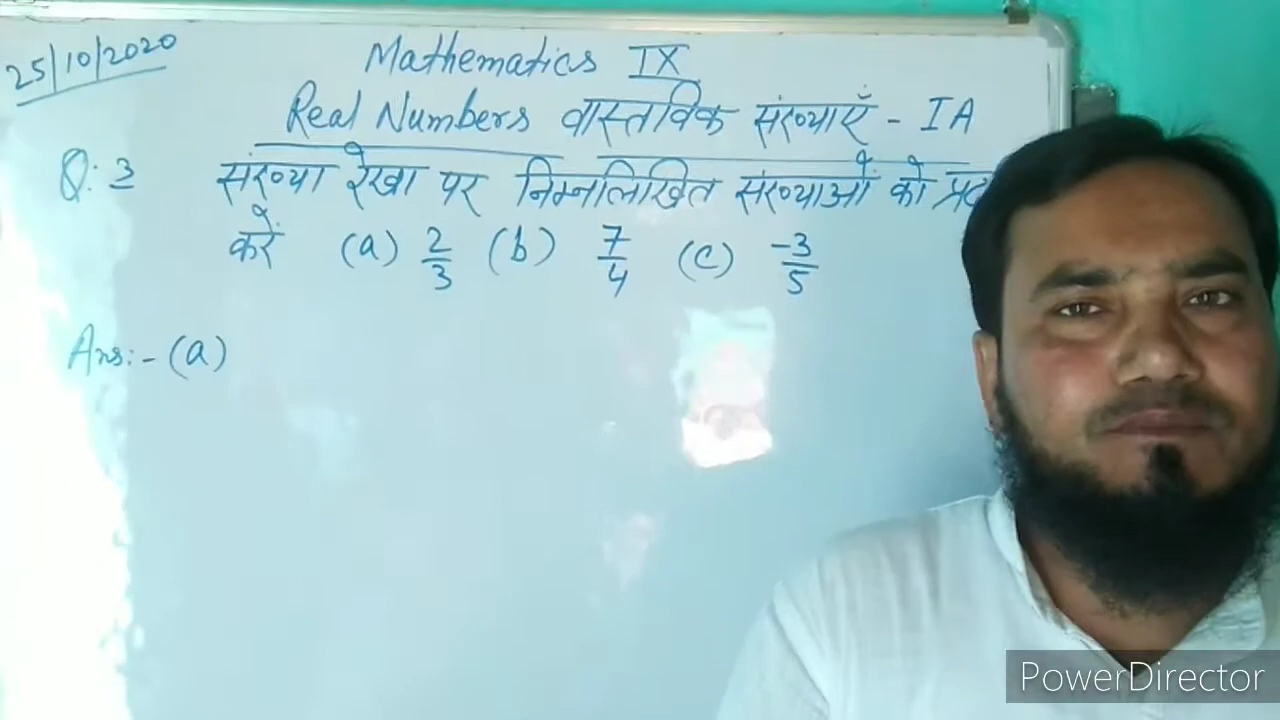 25/10/2020
Mathematics IX
Real Numbers वास्तविक संख्याएँ - IA
Q: 3 संख्या रेखा पर निम्नलिखित संख्याओं को
करें (a) 2/3 (b) 7/4 (c) -3/5
Ans:- (a)
PowerDirector